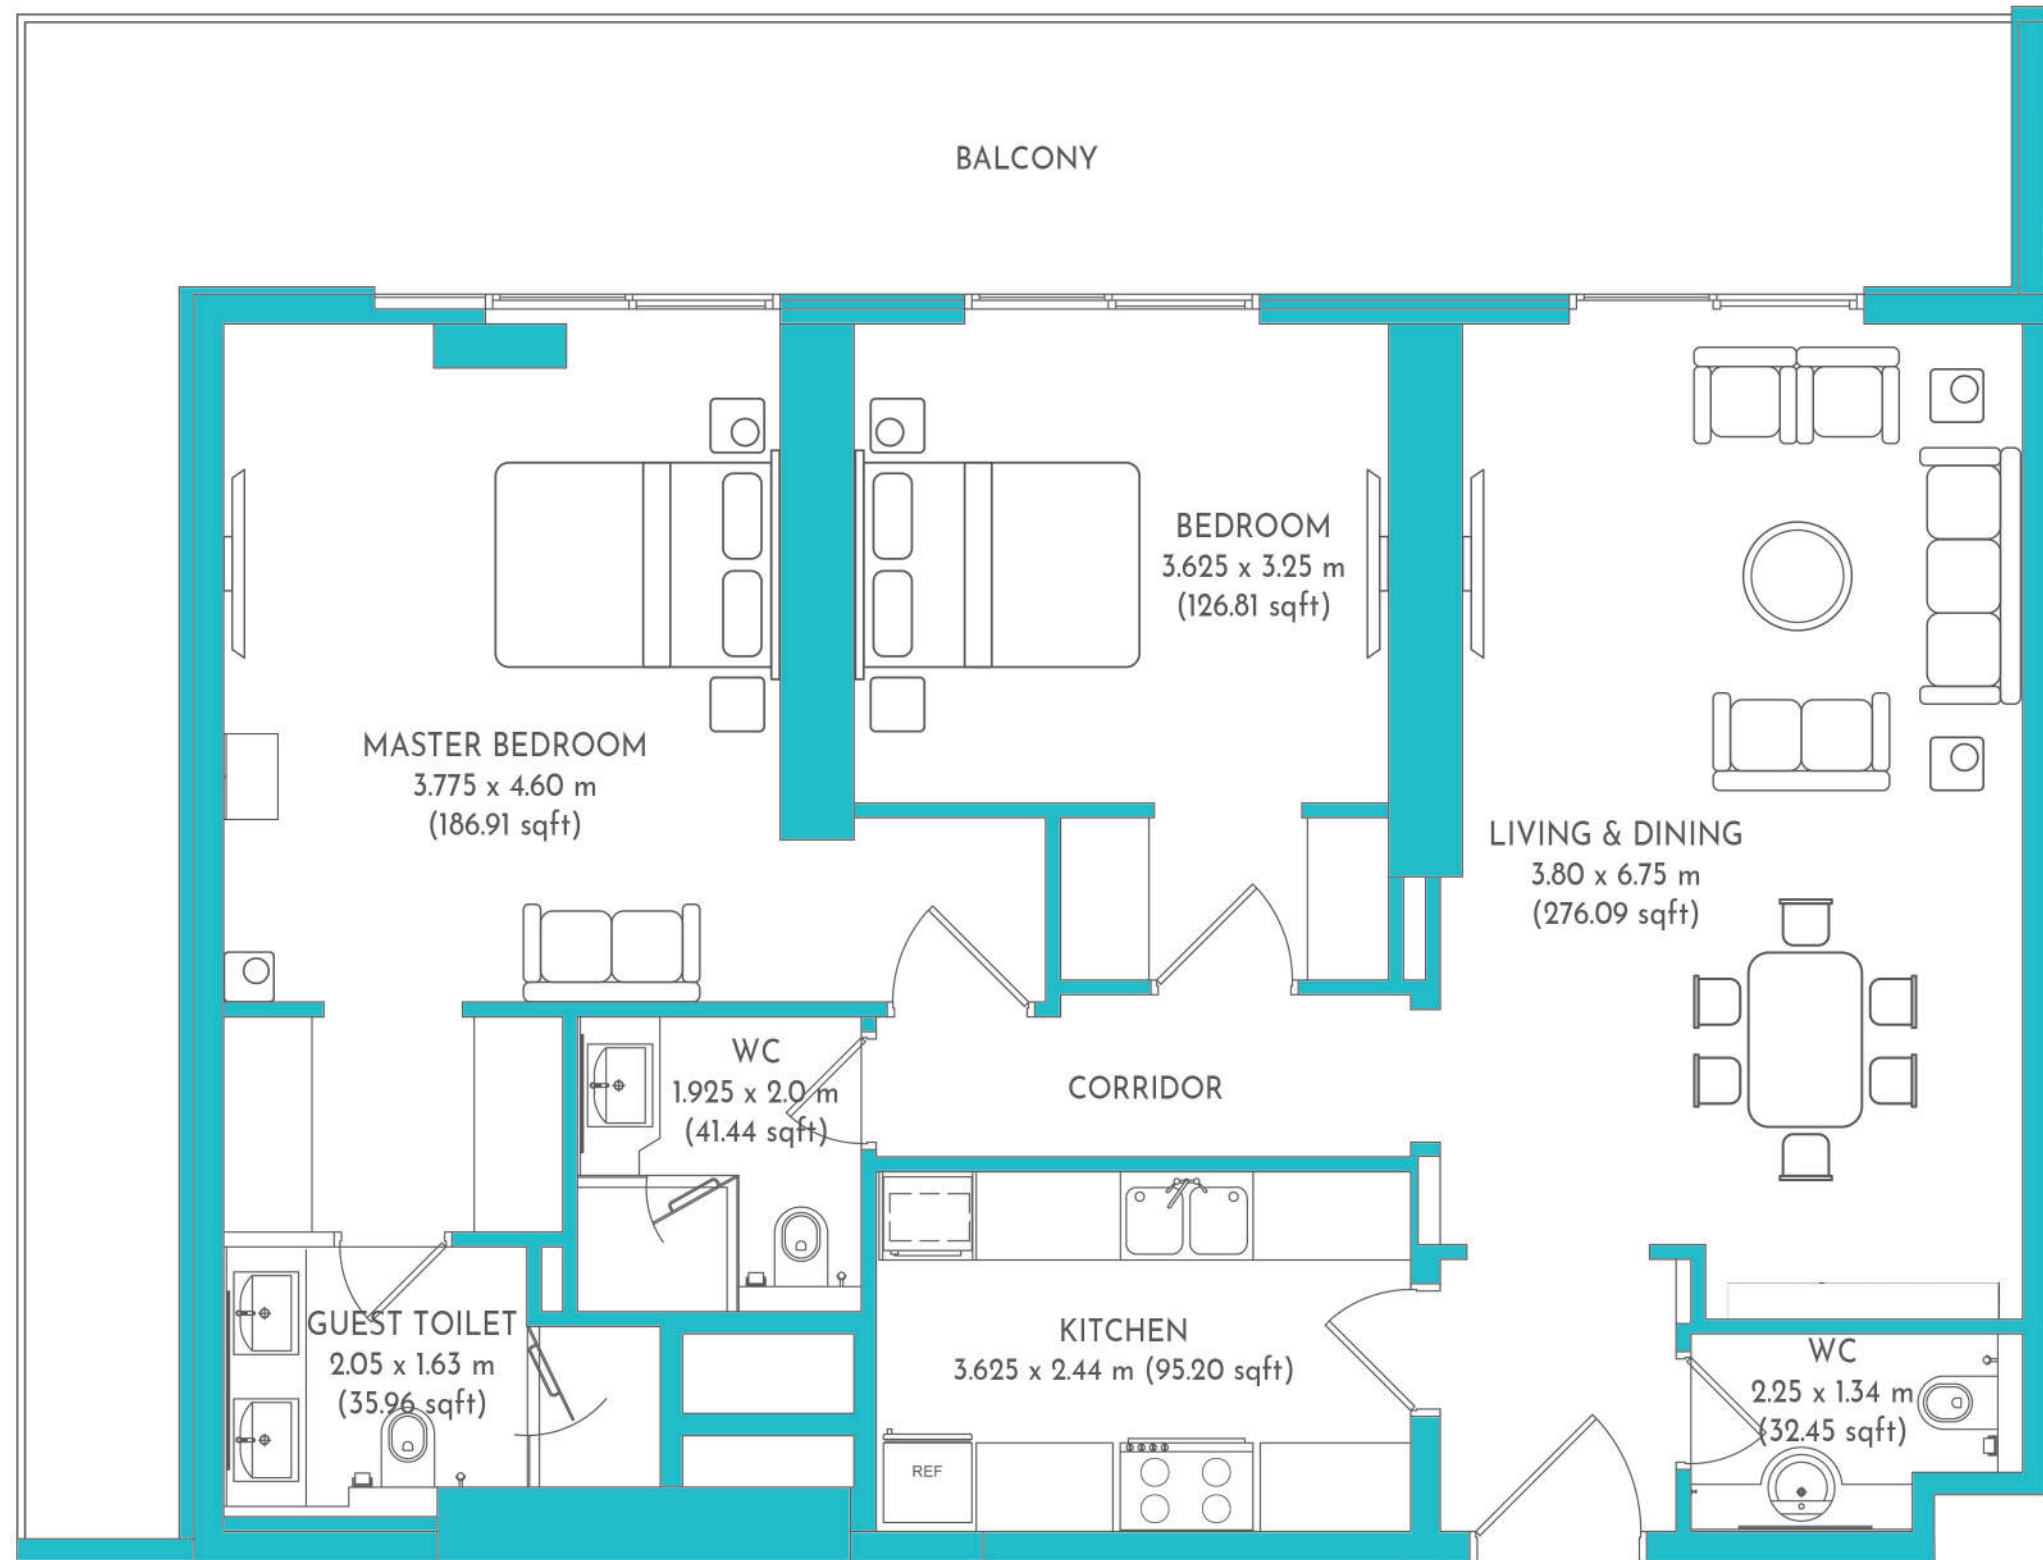 BALCONY
BEDROOM
3.625 x 3.25 m
(126.81 sqft)
MASTER BEDROOM
3.775 x 4.60 m
(186.91 sqft)
LIVING & DINING
3.80 x 6.75 m
(276.09 sqft)
WC
1.925 x 2.0 m
(41.44 sqft)
CORRIDOR
GUEST TOILET
2.05 x 1.63 m
(35.96 sqft)
KITCHEN
3.625 x 2.44 m (95.20 sqft)
WC
2.25 x 1.34 m
(32.45 sqft)
REF